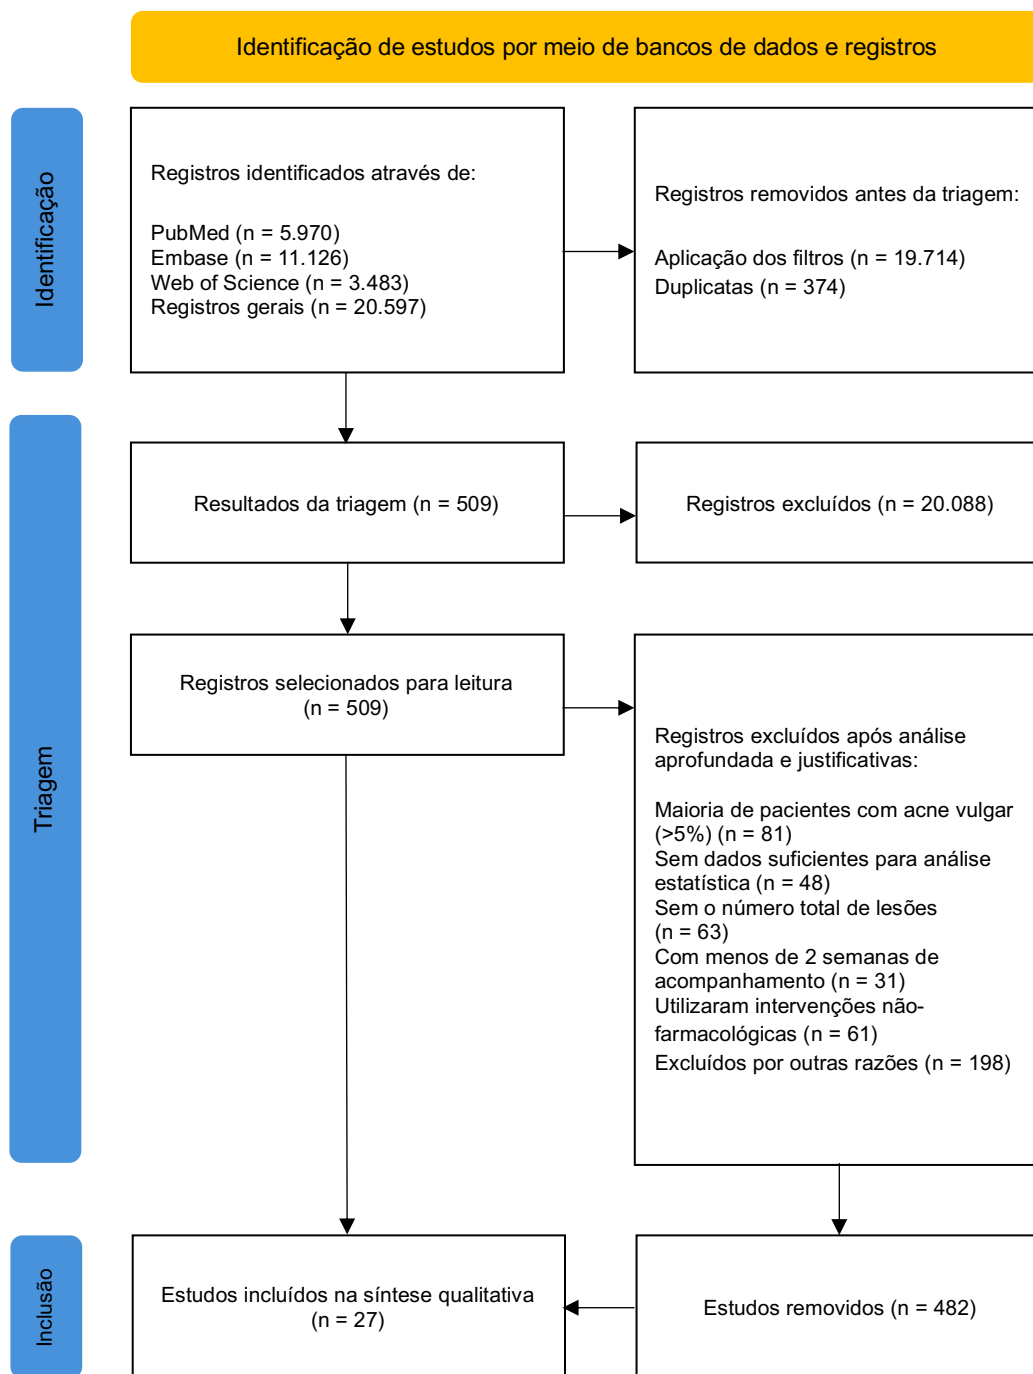 Identificação de estudos por meio de bancos de dados e registros
Identificação
Registros identificados através de:
PubMed (n = 5.970)
Embase (n = 11.126)
Web of Science (n = 3.483)
Registros gerais (n = 20.597)
Registros removidos antes da triagem:
Aplicação dos filtros (n = 19.714)
Duplicatas (n = 374)
Triagem
Resultados da triagem (n = 509)
Registros excluídos (n = 20.088)
Registros selecionados para leitura
(n = 509)
Registros excluídos após análise
aprofundada e justificativas:
Maioria de pacientes com acne vulgar
(>5%) (n = 81)
Sem dados suficientes para análise
estatística (n = 48)
Sem o número total de lesões
(n = 63)
Com menos de 2 semanas de
acompanhamento (n = 31)
Utilizaram intervenções não-
farmacológicas (n = 61)
Excluídos por outras razões (n = 198)
Inclusão
Estudos incluídos na síntese qualitativa
(n = 27)
Estudos removidos (n = 482)